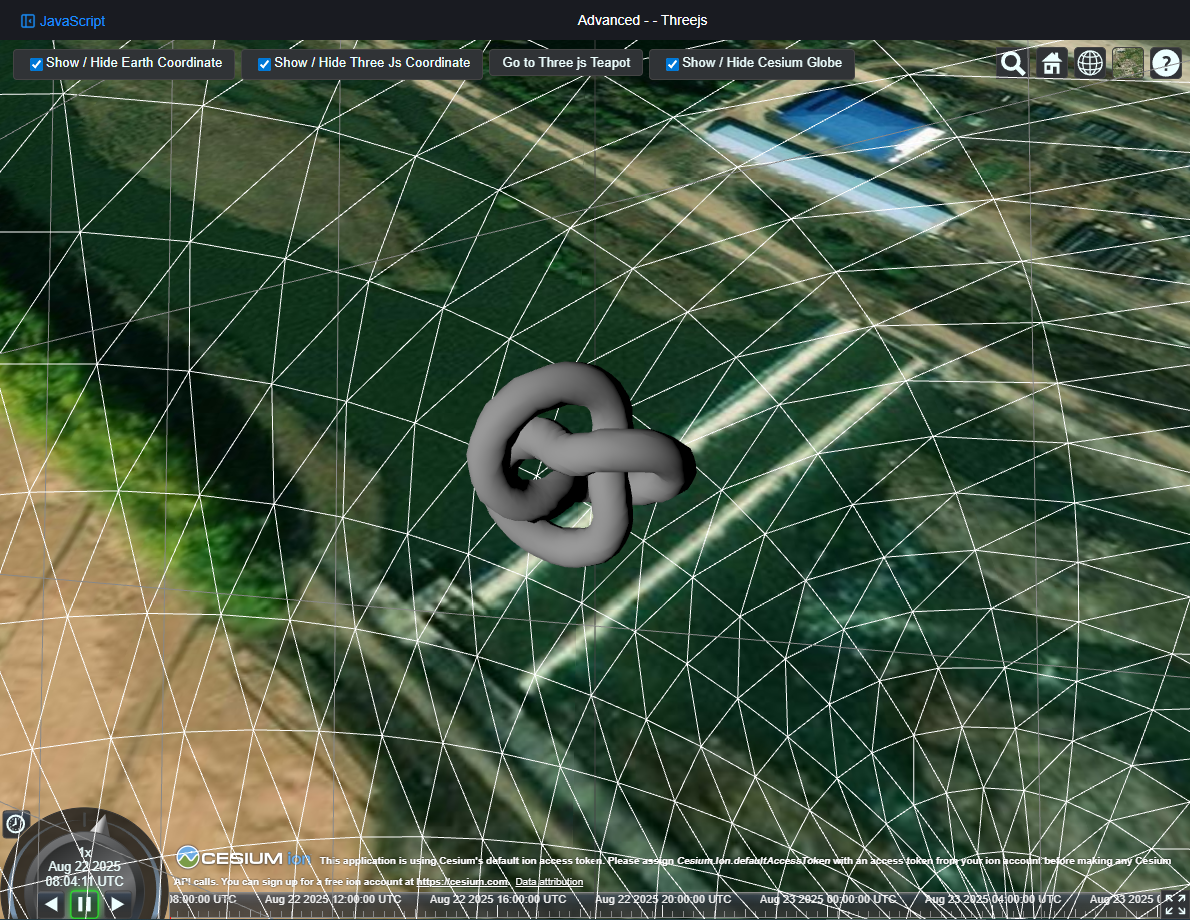 JavaScript
Advanced - - Threejs
Show / Hide Earth Coordinate
Show / Hide Three Js Coordinate
Go to Three js Teapot
Show / Hide Cesium Globe
?
1x
Aug 22 2025
08:04:11 UTC
CESIUM ion This application is using Cesium's default ion access token. Please assign Cesium.Ion.defaultAccessToken with an access token from your ion account before making any Cesium
API calls. You can sign up for a free ion account at https://cesium.com. Data attribution
08:00:00 UTC
Aug 22 2025 12:00:00 UTC
Aug 22 2025 16:00:00 UTC
Aug 22 2025 20:00:00 UTC
Aug 23 2025 00:00:00 UTC
Aug 23 2025 04:00:00 UTC
Aug 23 2025